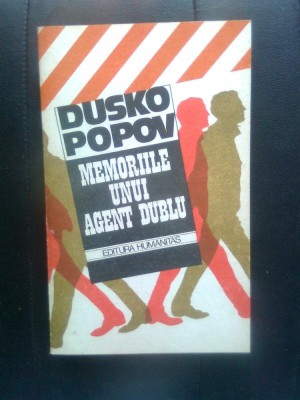 DUSKO
POPOV
MEMORIILE
UNUI
AGENT DUBLU
EDITURA HUMANITAS